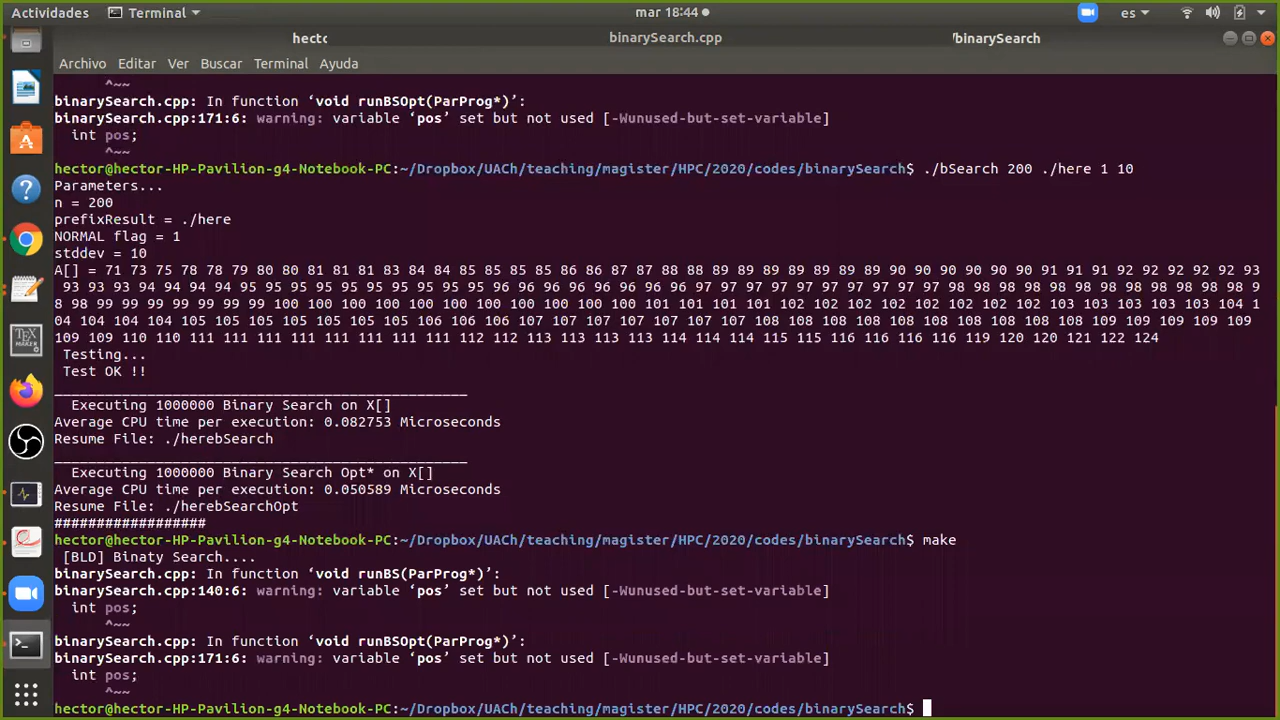 Actividades Terminal mar 18:44 es
hecto binarySearch.cpp /binarySearch
Archivo Editar Ver Buscar Terminal Ayuda
^~~
binarySearch.cpp: In function ‘void runBSOpt(ParProg*)’:
binarySearch.cpp:171:6: warning: variable ‘pos’ set but not used [-Wunused-but-set-variable]
int pos;
^~~
hector@hector-HP-Pavilion-g4-Notebook-PC:~/Dropbox/UACh/teaching/magister/HPC/2020/codes/binarySearch$ ./bSearch 200 ./here 1 10
Parameters...
n = 200
prefixResult = ./here
NORMAL flag = 1
stddev = 10
A[] = 71 73 75 78 78 79 80 80 81 81 81 83 84 84 85 85 85 85 86 86 87 87 88 88 89 89 89 89 89 89 90 90 90 90 90 91 91 91 92 92 92 92 92 93
93 93 93 94 94 94 94 95 95 95 95 95 95 95 95 95 95 96 96 96 96 96 96 97 97 97 97 97 97 97 97 98 98 98 98 98 98 98 98 98 9
8 98 99 99 99 99 99 99 99 100 100 100 100 100 100 100 100 100 101 101 101 102 102 102 102 102 102 102 103 103 103 103 103 104 1
04 104 104 104 105 105 105 105 105 105 105 106 106 106 107 107 107 107 107 107 108 108 108 108 108 108 108 109 109 109 109 109
109 109 110 110 111 111 111 111 111 111 111 112 112 113 113 113 113 114 114 114 115 115 116 116 116 116 119 120 120 121 122 124
Testing...
Test OK !!
_________________________________________________
Executing 1000000 Binary Search on X[]
Average CPU time per execution: 0.082753 Microseconds
Resume File: ./herebSearch
_________________________________________________
Executing 1000000 Binary Search Opt* on X[]
Average CPU time per execution: 0.050589 Microseconds
Resume File: ./herebSearchOpt
##################
hector@hector-HP-Pavilion-g4-Notebook-PC:~/Dropbox/UACh/teaching/magister/HPC/2020/codes/binarySearch$ make
[BLD] Binaty Search....
binarySearch.cpp: In function ‘void runBS(ParProg*)’:
binarySearch.cpp:140:6: warning: variable ‘pos’ set but not used [-Wunused-but-set-variable]
int pos;
^~~
binarySearch.cpp: In function ‘void runBSOpt(ParProg*)’:
binarySearch.cpp:171:6: warning: variable ‘pos’ set but not used [-Wunused-but-set-variable]
int pos;
^~~
hector@hector-HP-Pavilion-g4-Notebook-PC:~/Dropbox/UACh/teaching/magister/HPC/2020/codes/binarySearch$